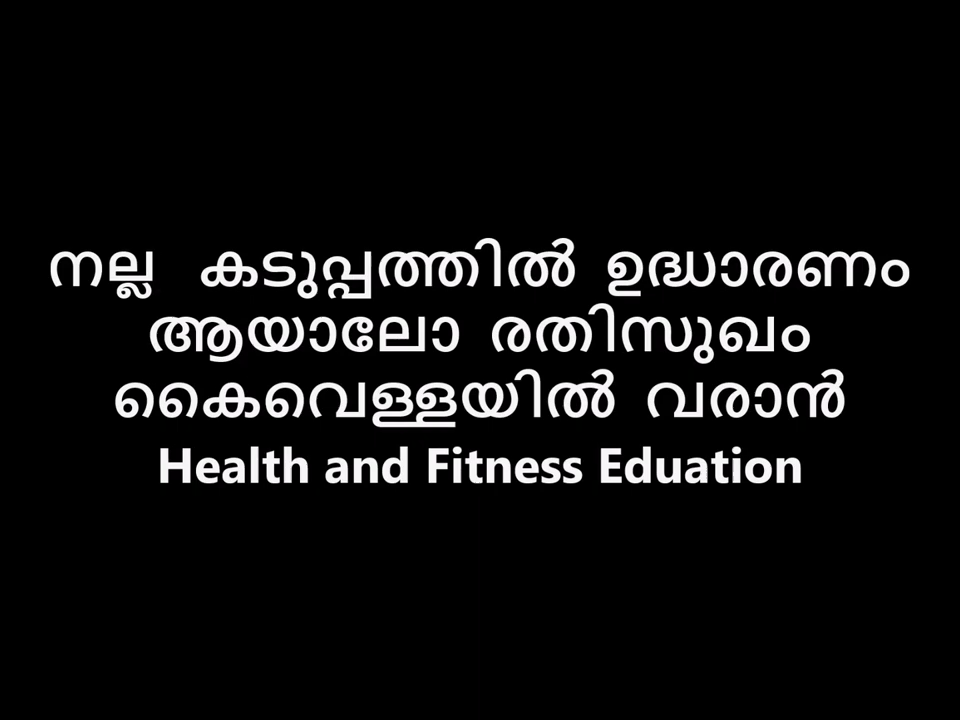 നല്ല കടുപ്പത്തിൽ ഉദ്ധാരണം
ആയാലോ രതിസുഖം
കൈവെള്ളയിൽ വരാൻ
Health and Fitness Eduation